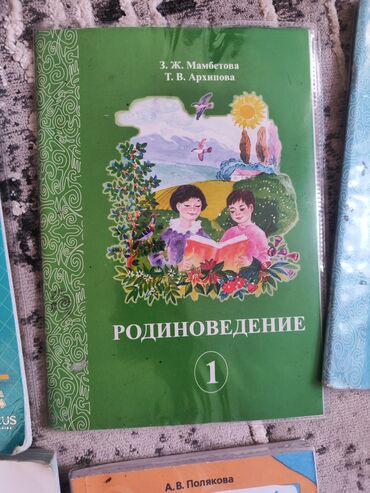 З. Ж. Мамбетова
Т. В. Архипова
РОДИНОВЕДЕНИЕ
1
А. В. Полякова